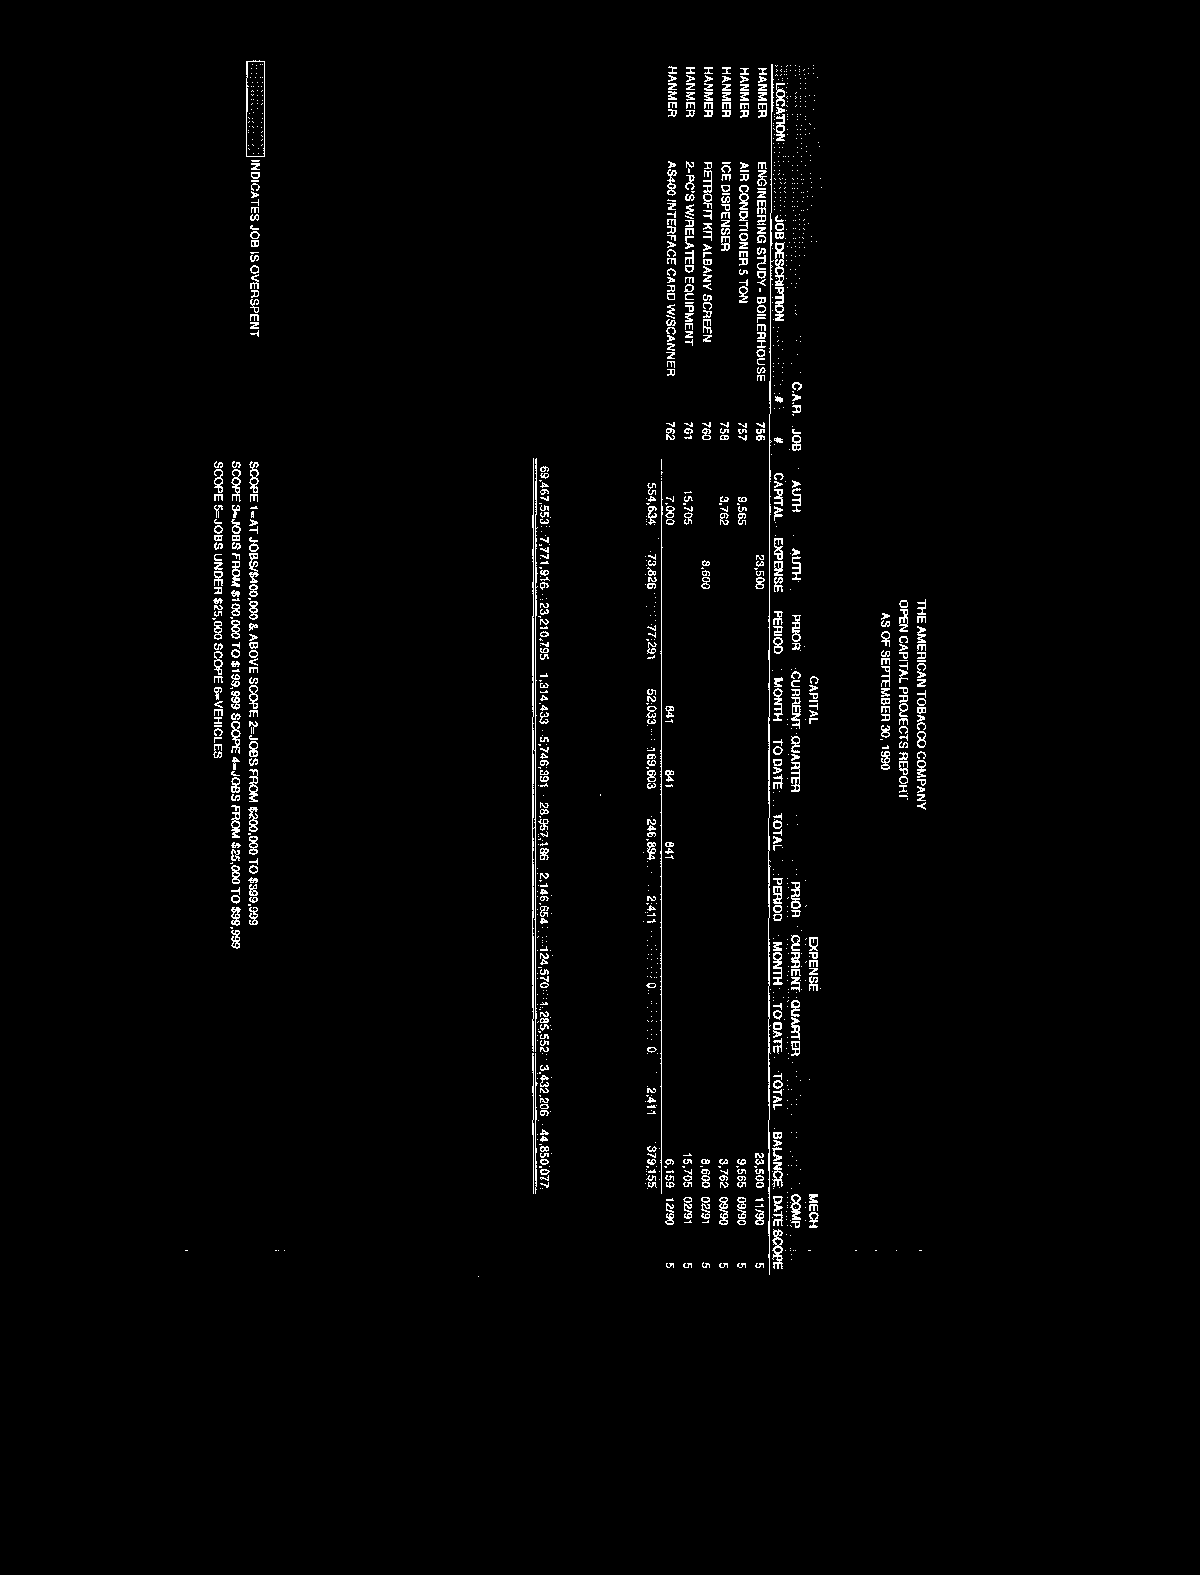 THE AMERICAN TOBACCO COMPANY
OPEN CAPITAL PROJECTS REPORT
AS OF SEPTEMBER 30, 1990
CAPITAL EXPENSE MECH
C.A.R. JOB AUTH AUTH PRIOR CURRENT QUARTER PRIOR CURRENT QUARTER COMP
LOCATION JOB DESCRIPTION # # CAPITAL EXPENSE PERIOD MONTH TO DATE TOTAL PERIOD MONTH TO DATE TOTAL BALANCE DATE SCOPE
HANMER ENGINEERING STUDY - BOILERHOUSE 756 23,500 23,500 11/90 5
HANMER AIR CONDITIONER 5 TON 757 9,565 9,565 09/90 5
HANMER ICE DISPENSER 758 3,762 3,762 09/90 5
HANMER RETROFIT KIT ALBANY SCREEN 760 8,600 8,600 02/91 5
HANMER 2-PC'S W/RELATED EQUIPMENT 761 15,705 15,705 02/91 5
HANMER AS400 INTERFACE CARD W/SCANNER 762 7,000 841 841 841 6,159 12/90 5
554,634 73,826 77,291 52,033 169,603 246,894 2,411 0 0 2,411 379,155
69,467,553 7,771,916 23,210,795 1,314,433 5,746,391 28,957,186 2,146,654 124,570 1,285,552 3,432,206 44,850,077
INDICATES JOB IS OVERSPENT
SCOPE 1=AT JOBS/$400,000 & ABOVE SCOPE 2=JOBS FROM $200,000 TO $399,999
SCOPE 3=JOBS FROM $100,000 TO $199,999 SCOPE 4=JOBS FROM $25,000 TO $99,999
SCOPE 5=JOBS UNDER $25,000 SCOPE 6=VEHICLES